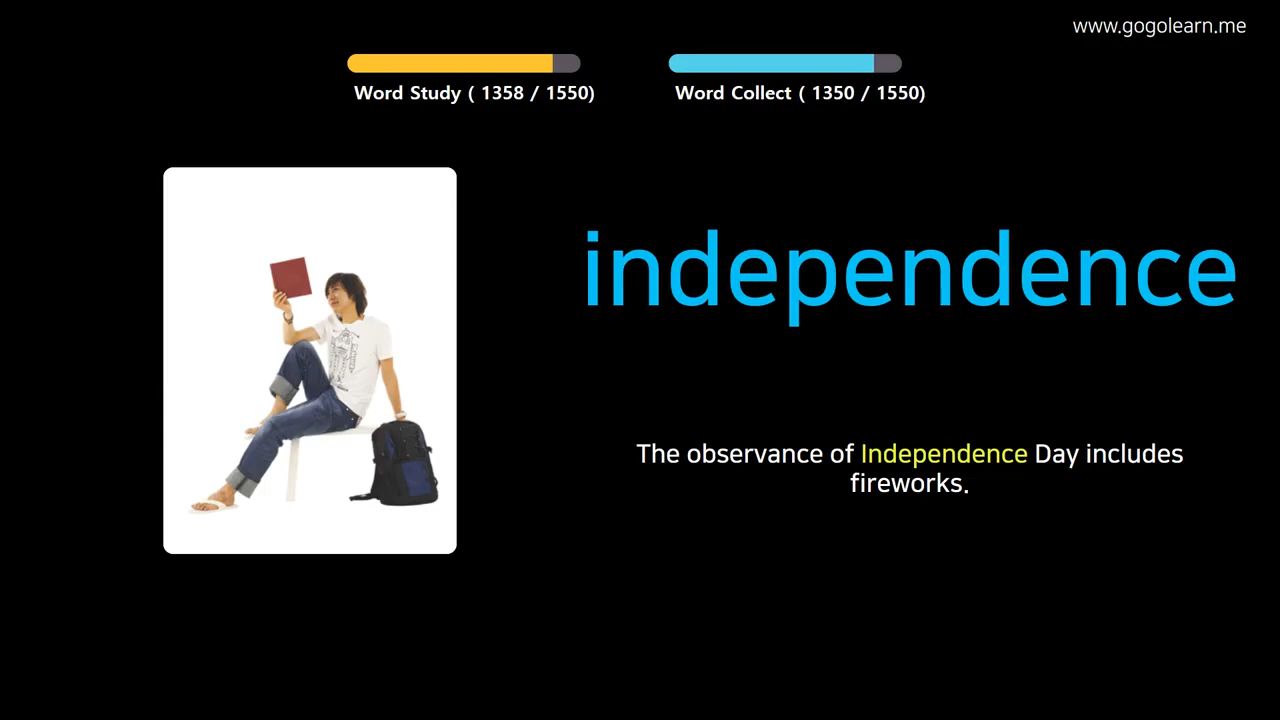 www.gogolearn.me
Word Study ( 1358 / 1550)
Word Collect ( 1350 / 1550)
independence
The observance of Independence Day includes
fireworks.